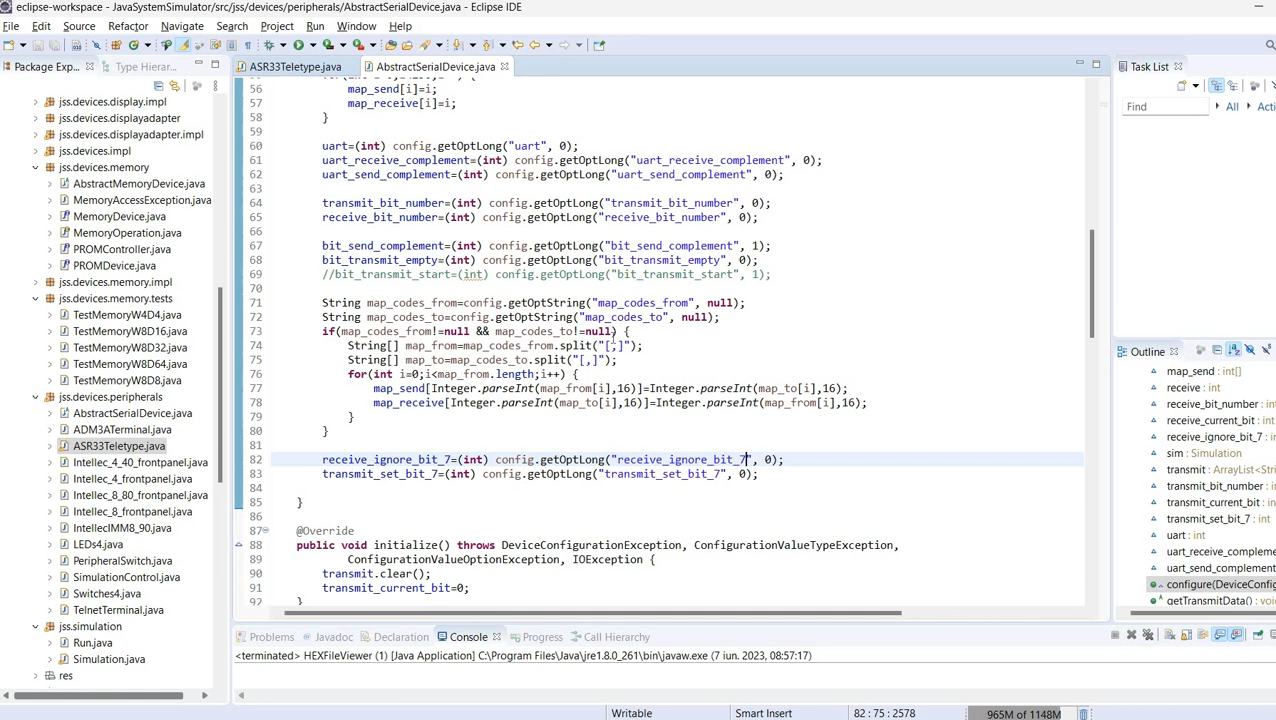 eclipse-workspace - JavaSystemSimulator/src/jss/devices/peripherals/AbstractSerialDevice.java - Eclipse IDE
File Edit Source Refactor Navigate Search Project Run Window Help
Package Exp... Type Hierar...
jss.devices.display.impl
jss.devices.displayadapter
jss.devices.displayadapter.impl
jss.devices.impl
jss.devices.memory
AbstractMemoryDevice.java
MemoryAccessException.java
MemoryDevice.java
MemoryOperation.java
PROMController.java
PROMDevice.java
jss.devices.memory.impl
jss.devices.memory.tests
TestMemoryW4D4.java
TestMemoryW8D16.java
TestMemoryW8D32.java
TestMemoryW8D64.java
TestMemoryW8D8.java
jss.devices.peripherals
AbstractSerialDevice.java
ADM3ATerminal.java
ASR33Teletype.java
Intellec_4_40_frontpanel.java
Intellec_4_frontpanel.java
Intellec_8_80_frontpanel.java
Intellec_8_frontpanel.java
IntellecIMM8_90.java
LEDs4.java
PeripheralSwitch.java
SimulationControl.java
Switches4.java
TelnetTerminal.java
jss.simulation
Run.java
Simulation.java
res
ASR33Teletype.java AbstractSerialDevice.java
56 map_send[i]=i;
57 map_receive[i]=i;
58 }
59
60 uart=(int) config.getOptLong("uart", 0);
61 uart_receive_complement=(int) config.getOptLong("uart_receive_complement", 0);
62 uart_send_complement=(int) config.getOptLong("uart_send_complement", 0);
63
64 transmit_bit_number=(int) config.getOptLong("transmit_bit_number", 0);
65 receive_bit_number=(int) config.getOptLong("receive_bit_number", 0);
66
67 bit_send_complement=(int) config.getOptLong("bit_send_complement", 1);
68 bit_transmit_empty=(int) config.getOptLong("bit_transmit_empty", 0);
69 //bit_transmit_start=(int) config.getOptLong("bit_transmit_start", 1);
70
71 String map_codes_from=config.getOptString("map_codes_from", null);
72 String map_codes_to=config.getOptString("map_codes_to", null);
73 if(map_codes_from!=null && map_codes_to!=null) {
74 String[] map_from=map_codes_from.split("[,]");
75 String[] map_to=map_codes_to.split("[,]");
76 for(int i=0;i<map_from.length;i++) {
77 map_send[Integer.parseInt(map_from[i],16)]=Integer.parseInt(map_to[i],16);
78 map_receive[Integer.parseInt(map_to[i],16)]=Integer.parseInt(map_from[i],16);
79 }
80 }
81
82 receive_ignore_bit_7=(int) config.getOptLong("receive_ignore_bit_7", 0);
83 transmit_set_bit_7=(int) config.getOptLong("transmit_set_bit_7", 0);
84
85 }
86
87 @Override
88 public void initialize() throws DeviceConfigurationException, ConfigurationValueTypeException,
89 ConfigurationValueOptionException, IOException {
90 transmit.clear();
91 transmit_current_bit=0;
92 }
Task List
Find All Acti
Outline
map_send: int[]
receive : int
receive_bit_number :
receive_current_bit :
receive_ignore_bit_7
sim : Simulation
transmit : ArrayList<
transmit_bit_number
transmit_current_bit
transmit_set_bit_7 :
uart : int
uart_receive_compleme
uart_send_compleme
configure(DeviceConfig
getTransmitData() : vo
Problems Javadoc Declaration Console Progress Call Hierarchy
<terminated> HEXFileViewer (1) [Java Application] C:\Program Files\Java\jre1.8.0_261\bin\javaw.exe (7 iun. 2023, 08:57:17)
Writable Smart Insert 82 : 75 : 2578 965M of 1148M